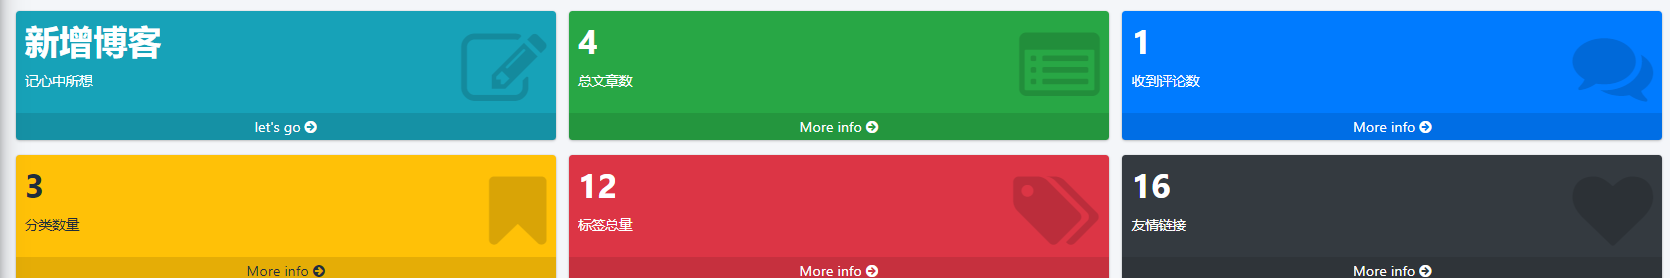 新增博客
记心中所想
let's go
4
总文章数
More info
1
收到评论数
More info
3
分类数量
More info
12
标签总量
More info
16
友情链接
More info